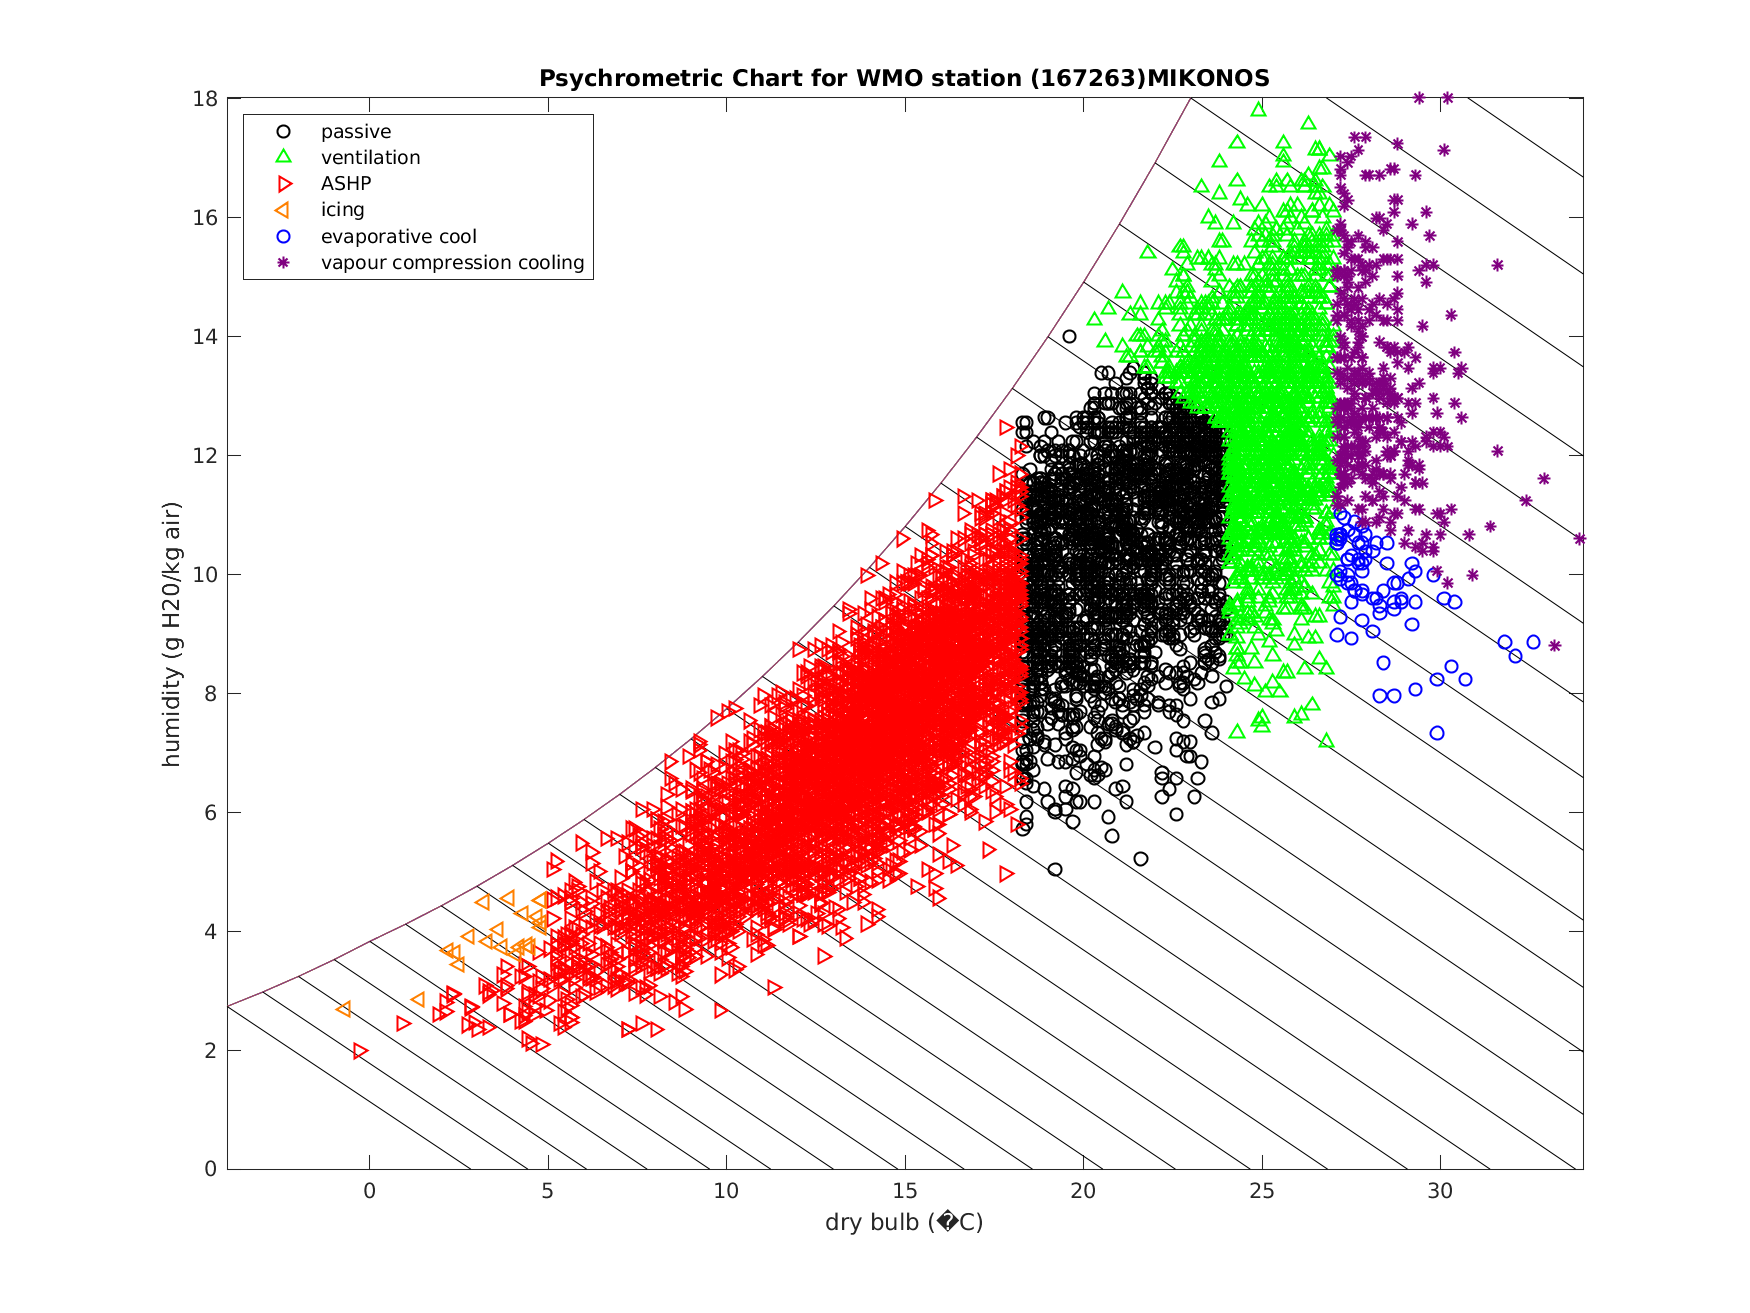 Psychrometric Chart for WMO station (167263)MIKONOS
18
16
14
12
10
8
6
4
2
0
humidity (g H20/kg air)
passive
ventilation
ASHP
icing
evaporative cool
vapour compression cooling
0 5 10 15 20 25 30
dry bulb (�C)